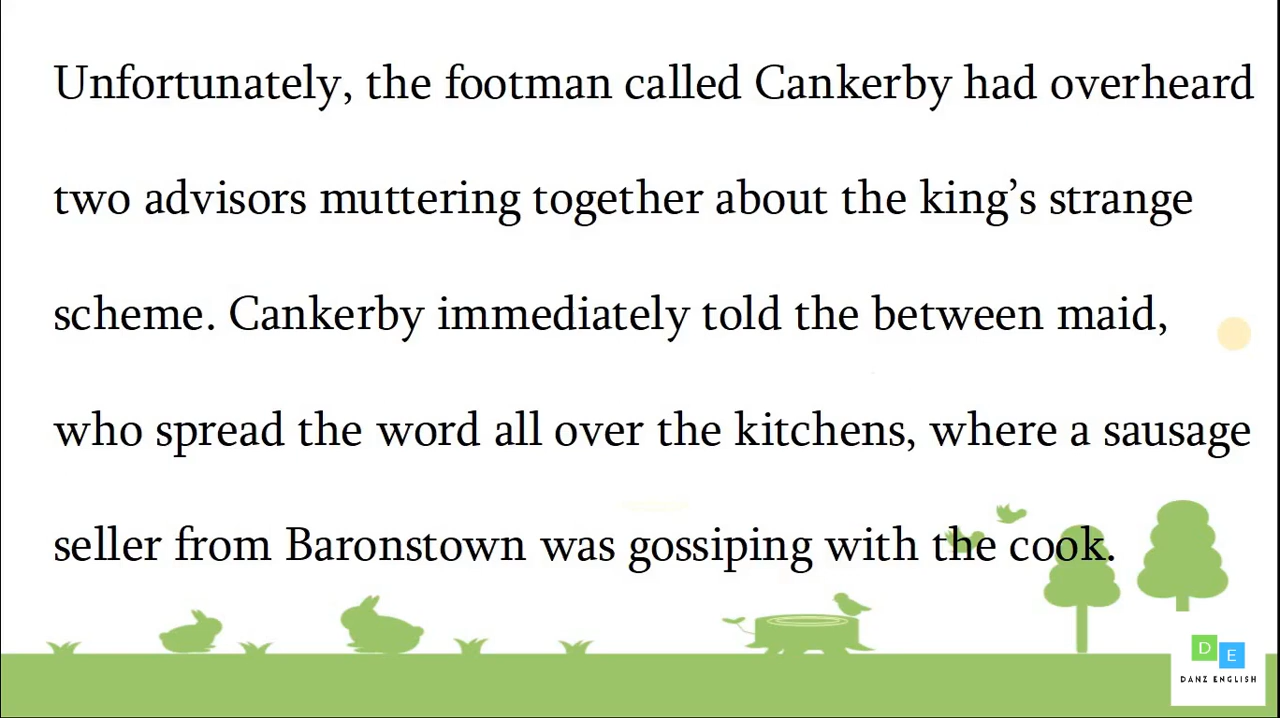 Unfortunately, the footman called Cankerby had overheard
two advisors muttering together about the king’s strange
scheme. Cankerby immediately told the between maid,
who spread the word all over the kitchens, where a sausage
seller from Baronstown was gossiping with the cook.
D E
DANZ ENGLISH